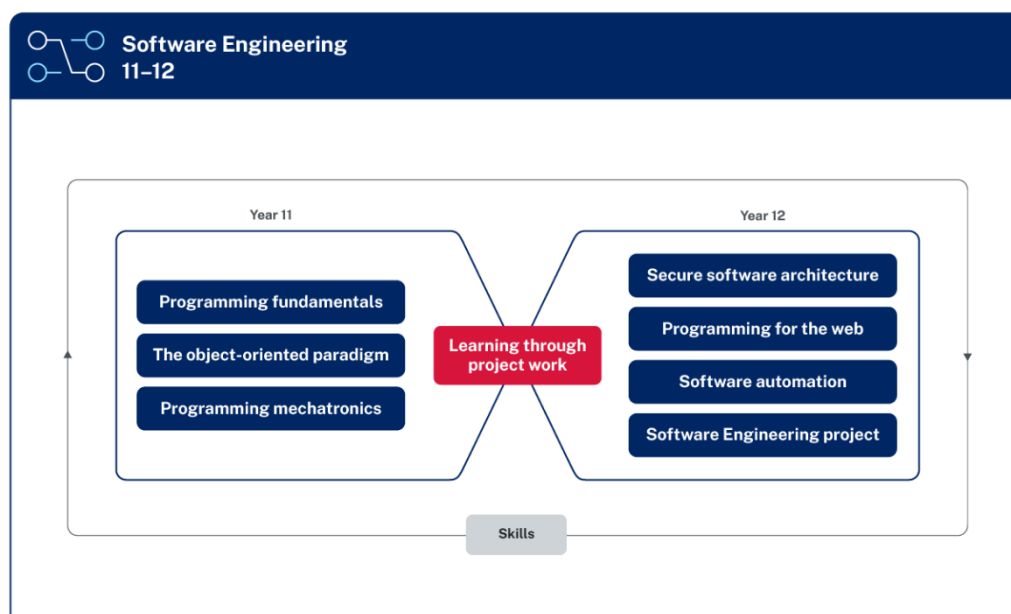 Software Engineering
11–12
Year 11
Programming fundamentals
The object-oriented paradigm
Programming mechatronics
Learning through
project work
Year 12
Secure software architecture
Programming for the web
Software automation
Software Engineering project
Skills